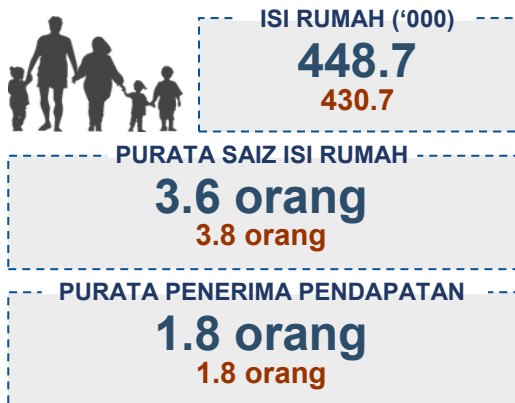 ISI RUMAH (‘000)
448.7
430.7
PURATA SAIZ ISI RUMAH
3.6 orang
3.8 orang
PURATA PENERIMA PENDAPATAN
1.8 orang
1.8 orang